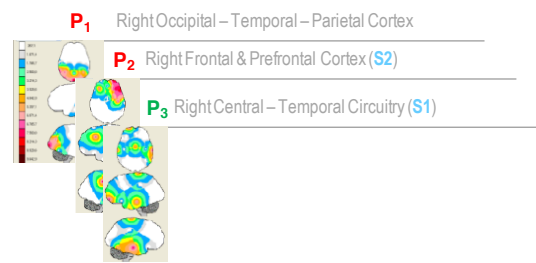 P1 Right Occipital – Temporal – Parietal Cortex
P2 Right Frontal & Prefrontal Cortex (S2)
P3 Right Central – Temporal Circuitry (S1)